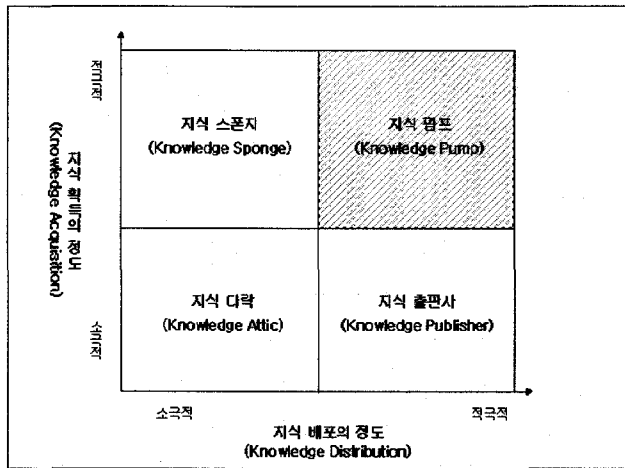 적극적
지식 스폰지
(Knowledge Sponge)
지식 펌프
(Knowledge Pump)
지식 획득의 정도
(Knowledge Acquisition)
지식 다락
(Knowledge Attic)
지식 출판사
(Knowledge Publisher)
소극적
소극적
적극적
지식 배포의 정도
(Knowledge Distribution)